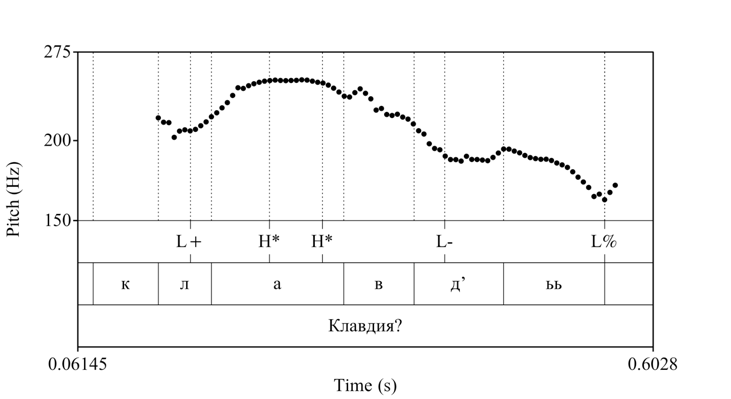 275
200
150
Pitch (Hz)
L + H* H* L- L%
к л а в д’ ьь
Клавдия?
0.06145 0.6028
Time (s)